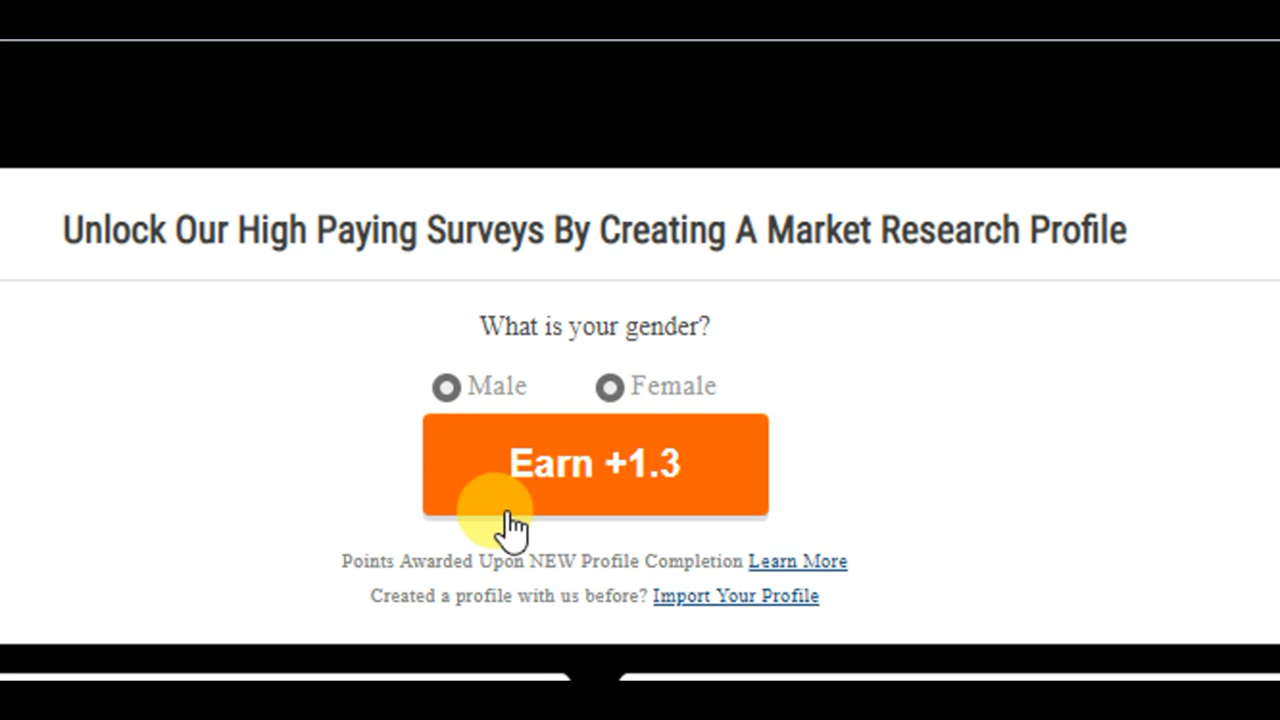 Unlock Our High Paying Surveys By Creating A Market Research Profile
What is your gender?
Male Female
Earn +1.3
Points Awarded Upon NEW Profile Completion Learn More
Created a profile with us before? Import Your Profile